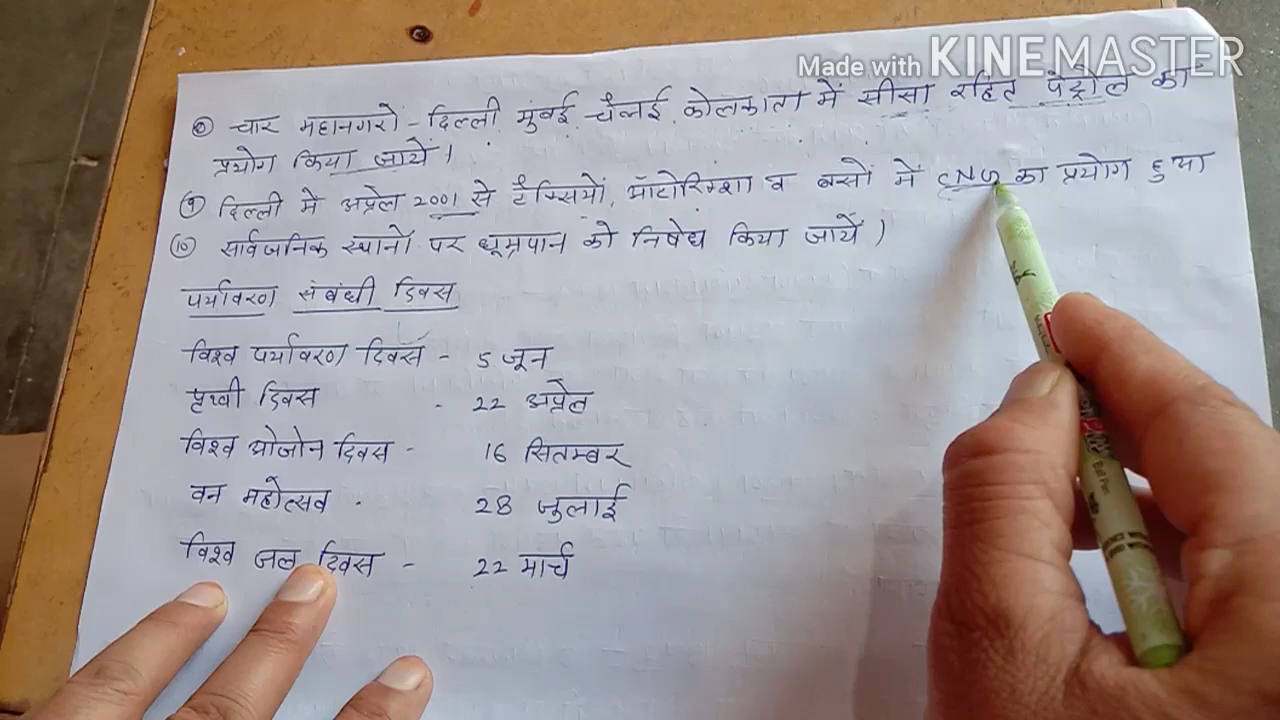 Made with KINEMASTER
⑧ चार महानगरों - दिल्ली, मुंबई, चैन्नई, कोलकाता में सीसा रहित पेट्रोल का
प्रयोग किया जायें।
⑨ दिल्ली में अप्रेल 2001 से टैक्सियों, ऑटोरिक्शा व बसों में CNG का प्रयोग हुआ
⑩ सार्वजनिक स्थानों पर धूम्रपान को निषेध किया जायें।
पर्यावरण संबंधी दिवस
विश्व पर्यावरण दिवस - 5 जून
पृथ्वी दिवस - 22 अप्रेल
विश्व ओजोन दिवस - 16 सितम्बर
वन महोत्सव - 28 जुलाई
विश्व जल दिवस - 22 मार्च